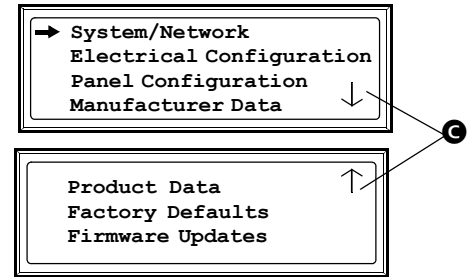 System/Network
Electrical Configuration
Panel Configuration
Manufacturer Data
C
Product Data
Factory Defaults
Firmware Updates